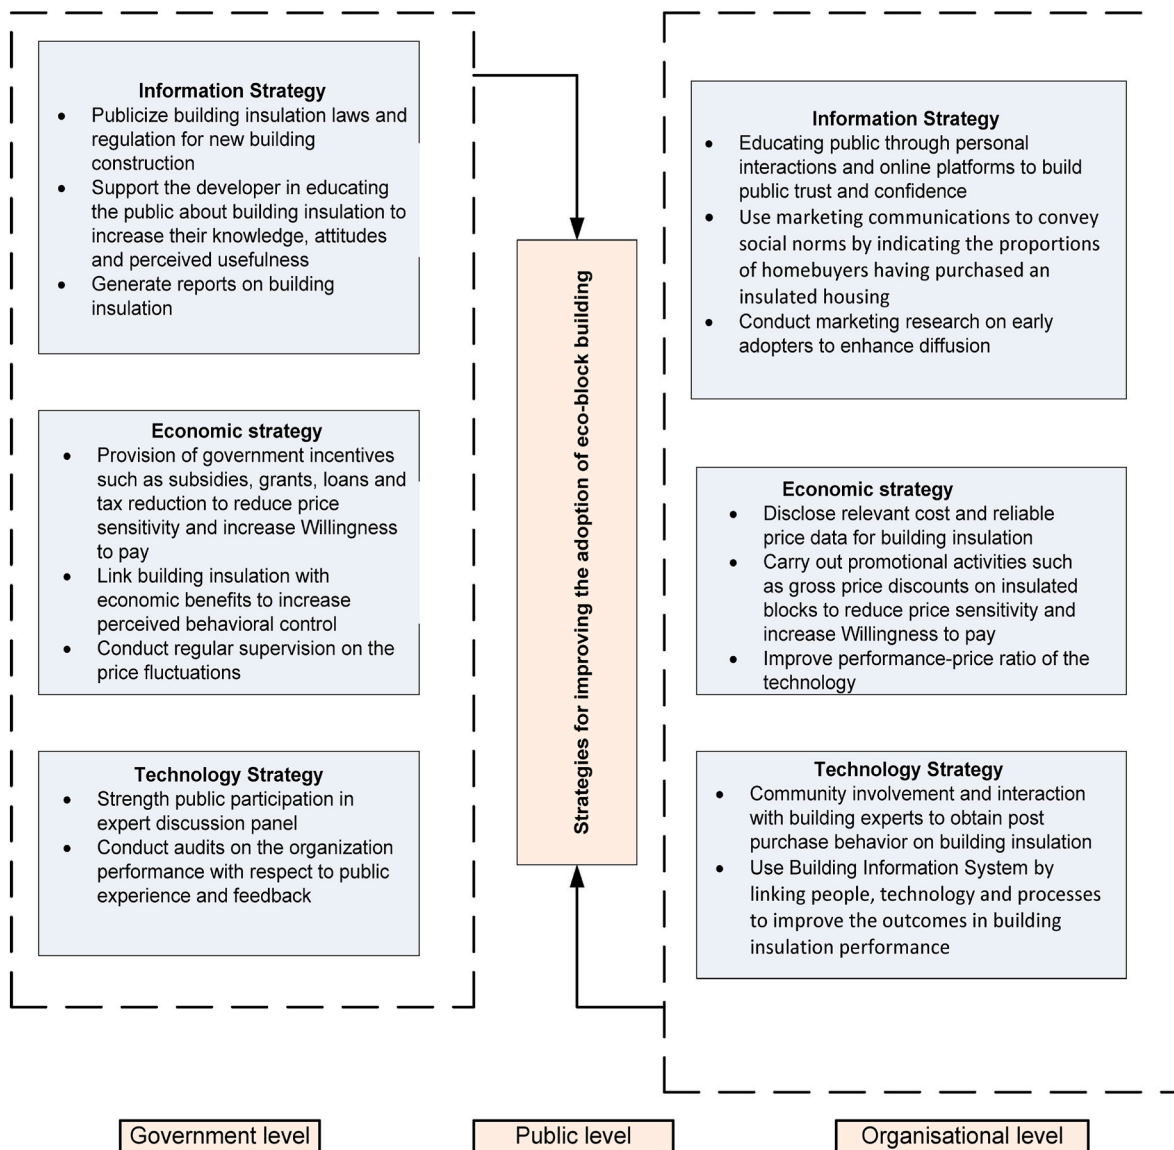 Information Strategy
• Publicize building insulation laws and
regulation for new building
construction
• Support the developer in educating
the public about building insulation to
increase their knowledge, attitudes
and perceived usefulness
• Generate reports on building
insulation
Economic strategy
• Provision of government incentives
such as subsidies, grants, loans and
tax reduction to reduce price
sensitivity and increase Willingness
to pay
• Link building insulation with
economic benefits to increase
perceived behavioral control
• Conduct regular supervision on the
price fluctuations
Technology Strategy
• Strength public participation in
expert discussion panel
• Conduct audits on the organization
performance with respect to public
experience and feedback
Strategies for improving the adoption of eco-block building
Information Strategy
• Educating public through personal
interactions and online platforms to build
public trust and confidence
• Use marketing communications to convey
social norms by indicating the proportions
of homebuyers having purchased an
insulated housing
• Conduct marketing research on early
adopters to enhance diffusion
Economic strategy
• Disclose relevant cost and reliable
price data for building insulation
• Carry out promotional activities such
as gross price discounts on insulated
blocks to reduce price sensitivity and
increase Willingness to pay
• Improve performance-price ratio of the
technology
Technology Strategy
• Community involvement and interaction
with building experts to obtain post
purchase behavior on building insulation
• Use Building Information System by
linking people, technology and processes
to improve the outcomes in building
insulation performance
Government level
Public level
Organisational level